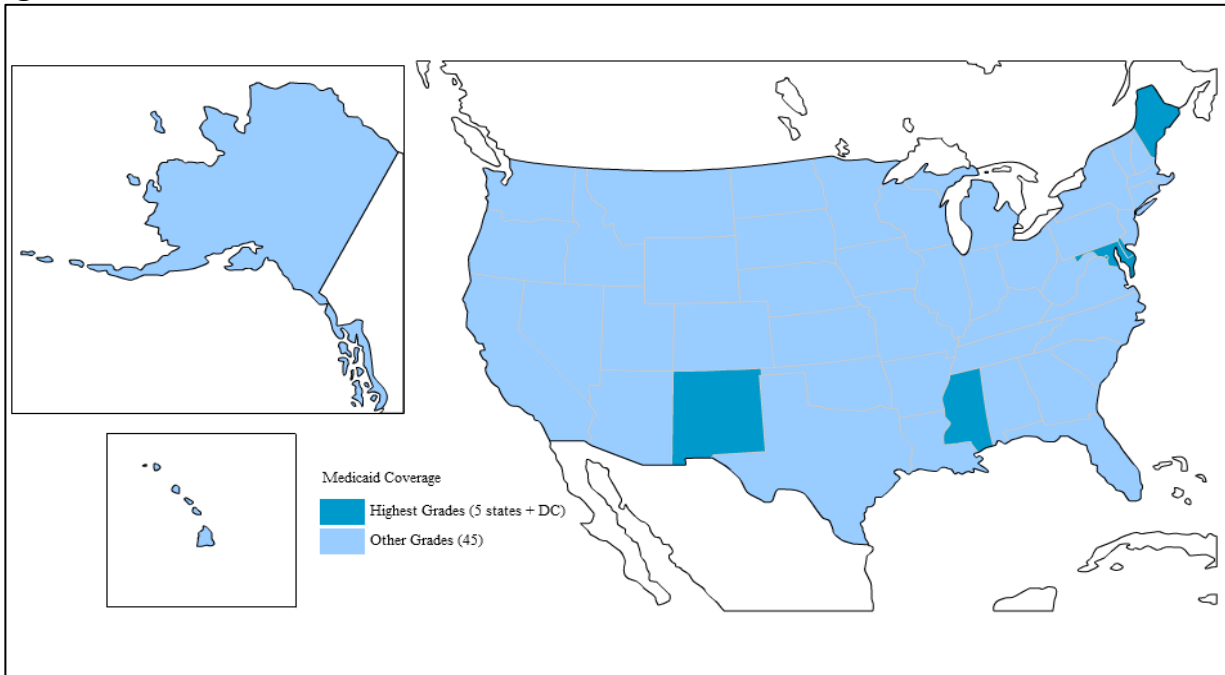 Medicaid Coverage
Highest Grades (5 states + DC)
Other Grades (45)